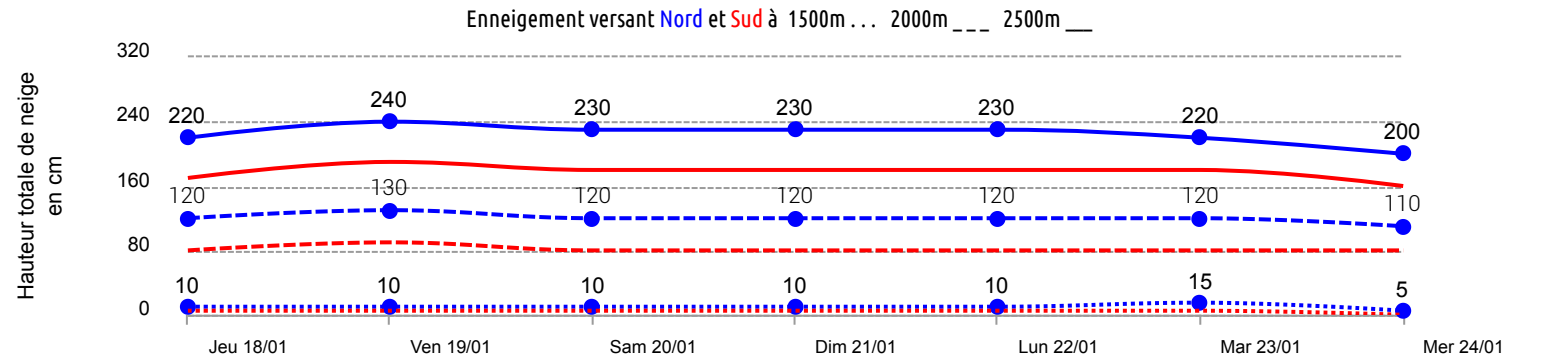 Enneigement versant Nord et Sud à 1500m . . . 2000m _ _ _ 2500m __
Hauteur totale de neige
en cm
320
240
160
80
0
220 240 230 230 230 220 200
120 130 120 120 120 120 110
10 10 10 10 10 15 5
Jeu 18/01 Ven 19/01 Sam 20/01 Dim 21/01 Lun 22/01 Mar 23/01 Mer 24/01